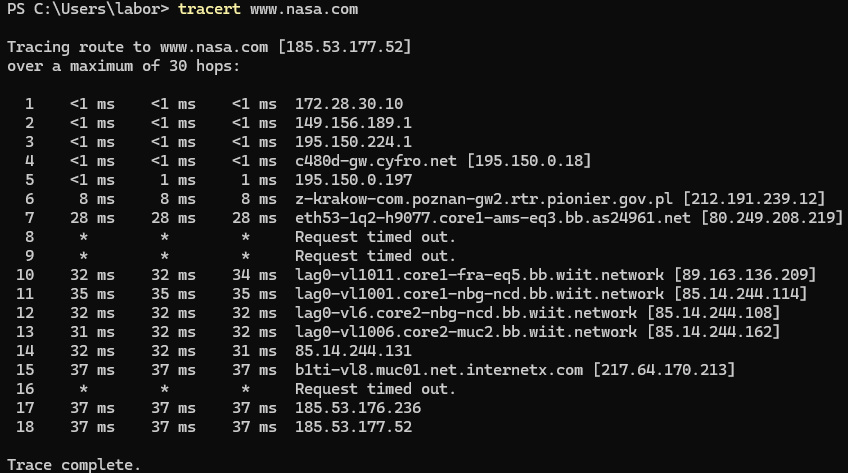 PS C:\Users\labor> tracert www.nasa.com
Tracing route to www.nasa.com [185.53.177.52]
over a maximum of 30 hops:
1 <1 ms <1 ms <1 ms 172.28.30.10
2 <1 ms <1 ms <1 ms 149.156.189.1
3 <1 ms <1 ms <1 ms 195.150.224.1
4 <1 ms <1 ms <1 ms c480d-gw.cyfro.net [195.150.0.18]
5 <1 ms 1 ms 1 ms 195.150.0.197
6 8 ms 8 ms 8 ms z-krakow-com.poznan-gw2.rtr.pionier.gov.pl [212.191.239.12]
7 28 ms 28 ms 28 ms eth53-1q2-h9077.core1-ams-eq3.bb.as24961.net [80.249.208.219]
8 * * * Request timed out.
9 * * * Request timed out.
10 32 ms 32 ms 34 ms lag0-vl1011.core1-fra-eq5.bb.wiit.network [89.163.136.209]
11 35 ms 35 ms 35 ms lag0-vl1001.core1-nbg-ncd.bb.wiit.network [85.14.244.114]
12 32 ms 32 ms 32 ms lag0-vl6.core2-nbg-ncd.bb.wiit.network [85.14.244.108]
13 31 ms 32 ms 32 ms lag0-vl1006.core2-muc2.bb.wiit.network [85.14.244.162]
14 32 ms 32 ms 31 ms 85.14.244.131
15 37 ms 37 ms 37 ms b1ti-vl8.muc01.net.internetx.com [217.64.170.213]
16 * * * Request timed out.
17 37 ms 37 ms 37 ms 185.53.176.236
18 37 ms 37 ms 37 ms 185.53.177.52
Trace complete.